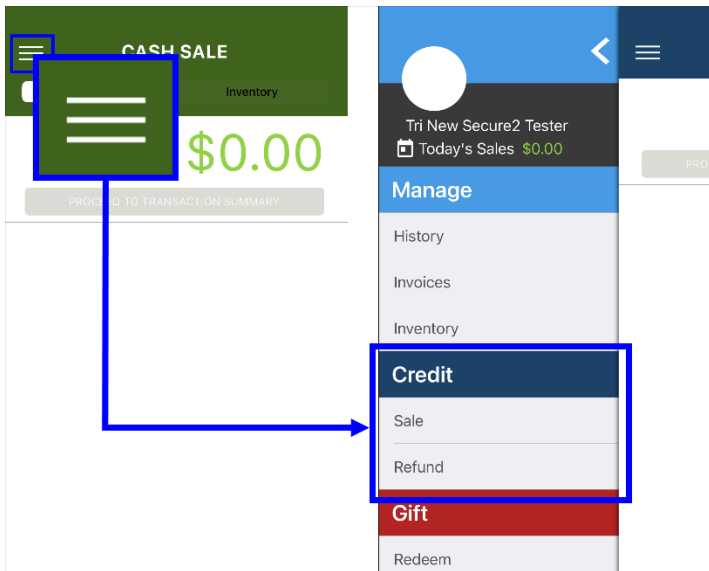 CASH SALE
Inventory
$0.00
PROCEED TO TRANSACTION SUMMARY
Tri New Secure2 Tester
Today's Sales $0.00
Manage
History
Invoices
Inventory
Credit
Sale
Refund
Gift
Redeem
PRO